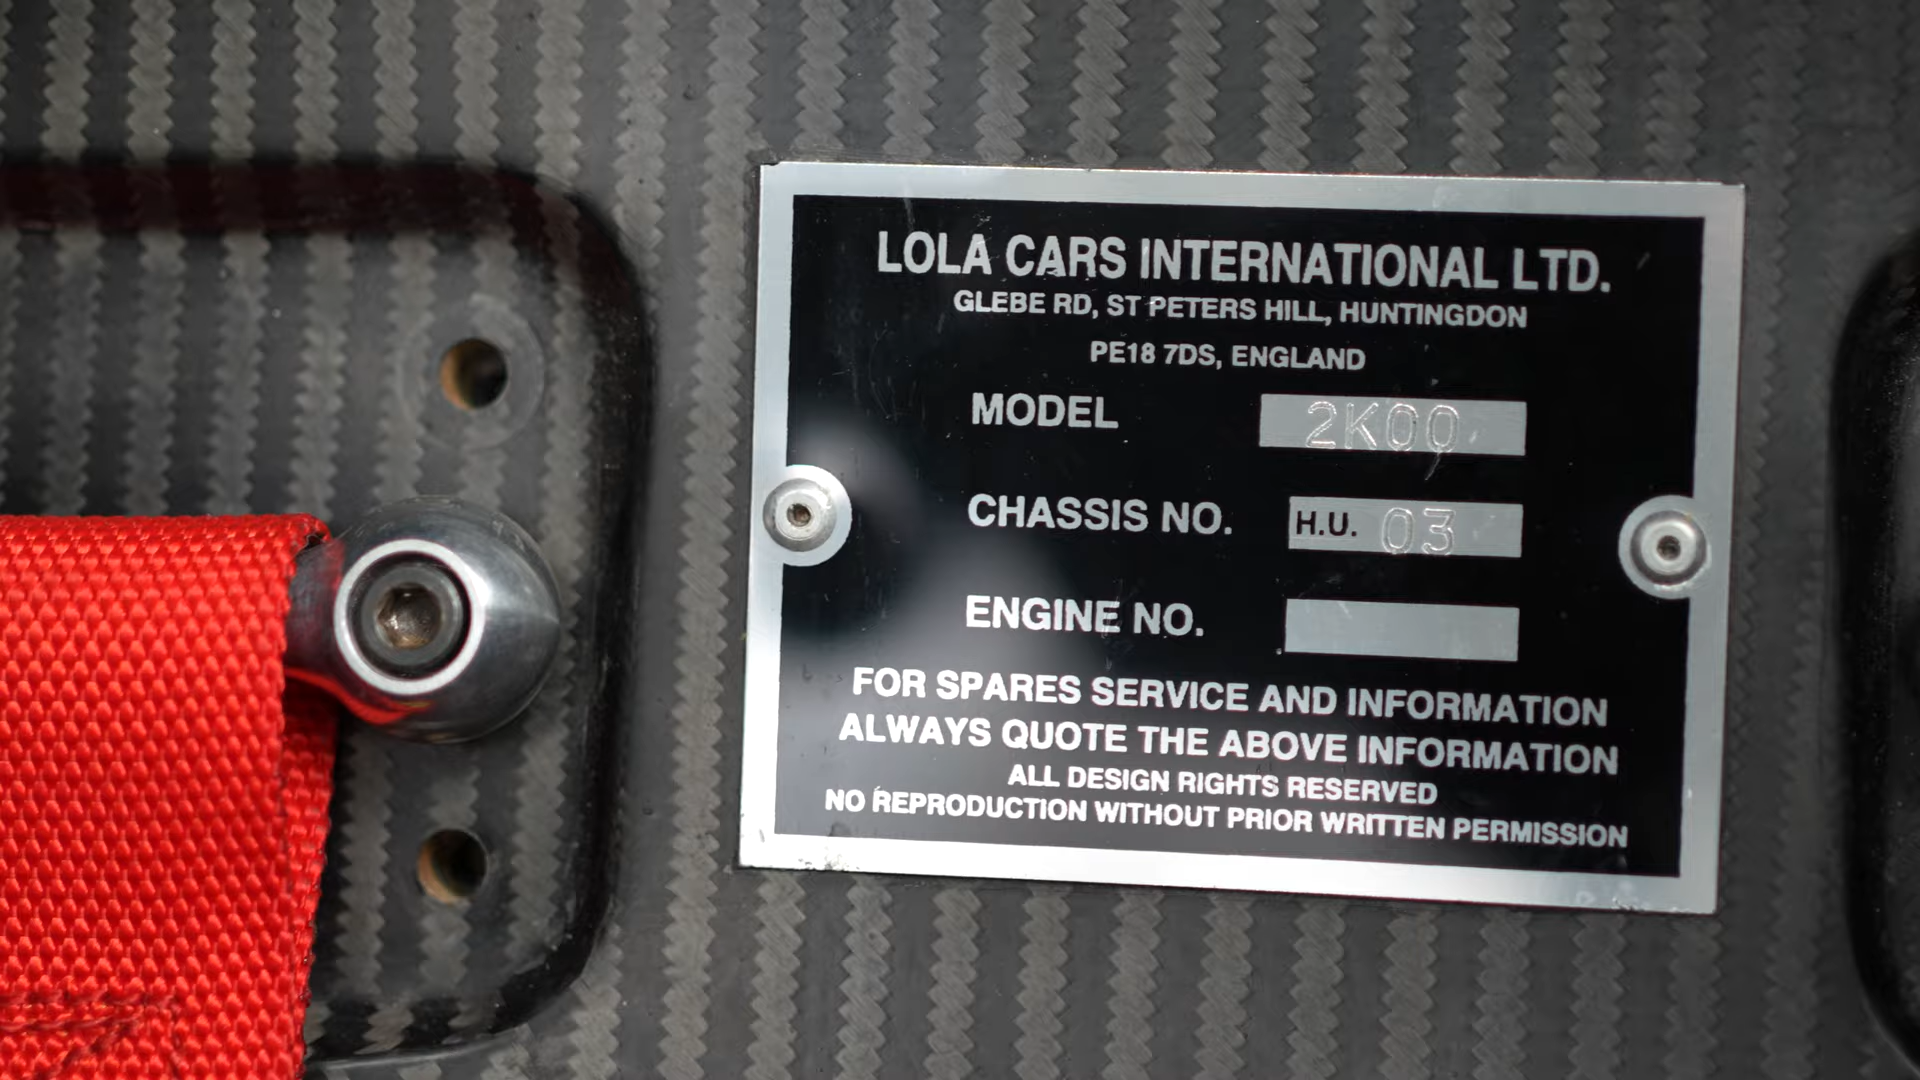 LOLA CARS INTERNATIONAL LTD.
GLEBE RD, ST PETERS HILL, HUNTINGDON
PE18 7DS, ENGLAND
MODEL 2K00
CHASSIS NO. H.U. 03
ENGINE NO.
FOR SPARES SERVICE AND INFORMATION
ALWAYS QUOTE THE ABOVE INFORMATION
ALL DESIGN RIGHTS RESERVED
NO REPRODUCTION WITHOUT PRIOR WRITTEN PERMISSION